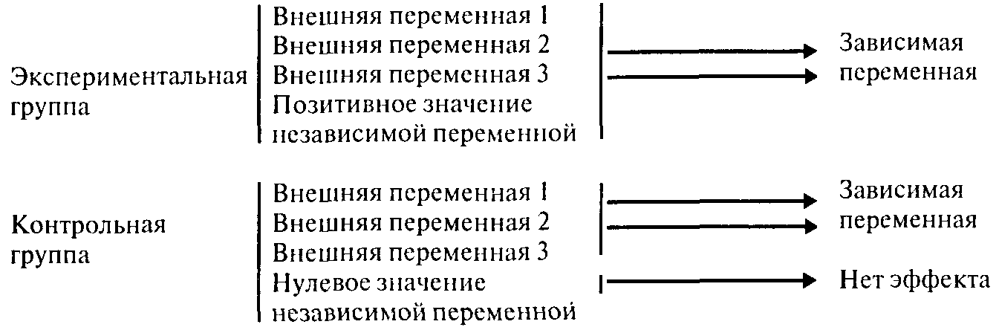 Экспериментальная
группа
Внешняя переменная 1
Внешняя переменная 2
Внешняя переменная 3
Позитивное значение
независимой переменной
Зависимая
переменная
Контрольная
группа
Внешняя переменная 1
Внешняя переменная 2
Внешняя переменная 3
Нулевое значение
независимой переменной
Зависимая
переменная
Нет эффекта